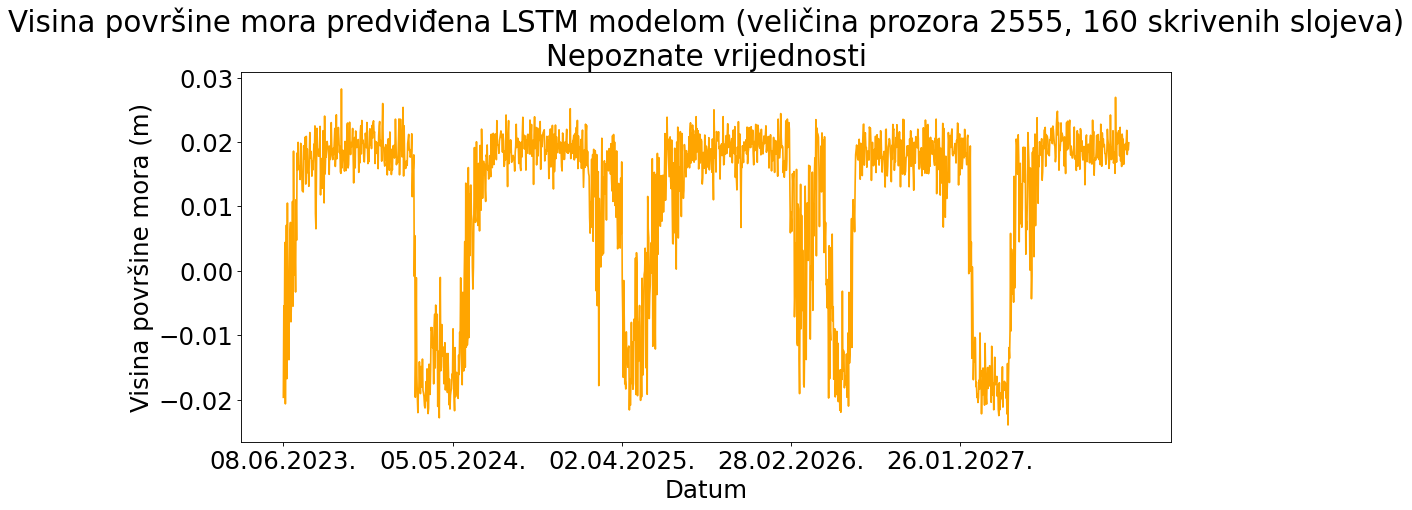 Visina površine mora predviđena LSTM modelom (veličina prozora 2555, 160 skrivenih slojeva)
Nepoznate vrijednosti
Visina površine mora (m)
0.03
0.02
0.01
0.00
−0.01
−0.02
08.06.2023. 05.05.2024. 02.04.2025. 28.02.2026. 26.01.2027.
Datum